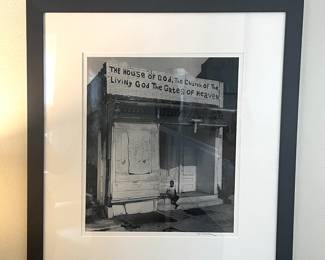 THE HOUSE OF GOD, THE CHURCH OF THE
LIVING GOD THE GATES OF HEAVEN